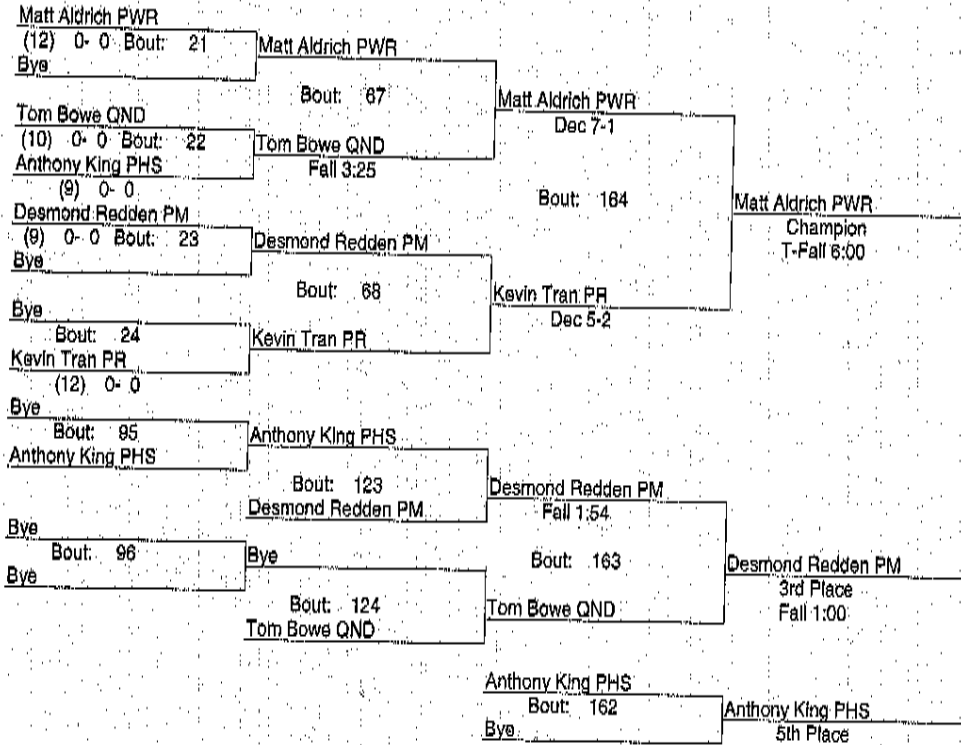 Matt Aldrich PWR
(12) 0- 0 Bout: 21
Bye
Matt Aldrich PWR
Bout: 67
Tom Bowe QND
(10) 0- 0 Bout: 22
Anthony King PHS
(9) 0- 0
Tom Bowe QND
Fall 3:25
Matt Aldrich PWR
Dec 7-1
Bout: 164
Matt Aldrich PWR
Champion
T-Fall 6:00
Desmond Redden PM
(9) 0- 0 Bout: 23
Bye
Desmond Redden PM
Bout: 68
Bye
Bout: 24
Kevin Tran PR
(12) 0- 0
Kevin Tran PR
Kevin Tran PR
Dec 5-2
Bye
Bout: 95
Anthony King PHS
Anthony King PHS
Bout: 123
Desmond Redden PM
Desmond Redden PM
Fall 1:54
Bout: 163
Desmond Redden PM
3rd Place
Fall 1:00
Bye
Bout: 96
Bye
Bye
Bout: 124
Tom Bowe QND
Tom Bowe QND
Anthony King PHS
Bout: 162
Bye
Anthony King PHS
5th Place